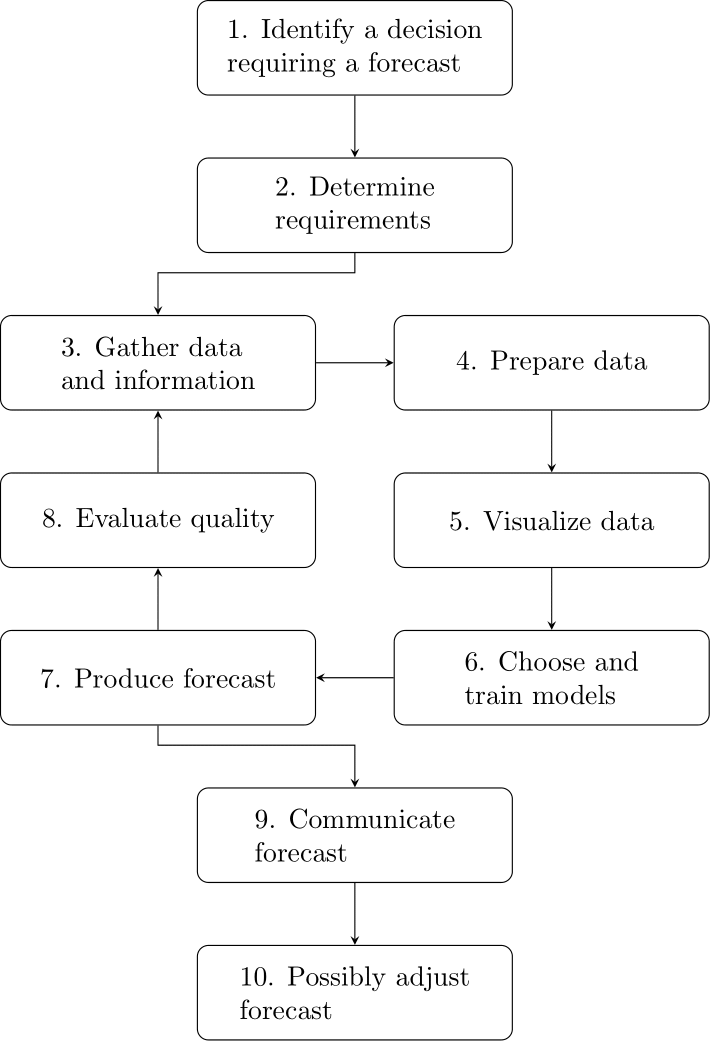 1. Identify a decision
requiring a forecast
2. Determine
requirements
3. Gather data
and information
4. Prepare data
8. Evaluate quality
5. Visualize data
7. Produce forecast
6. Choose and
train models
9. Communicate
forecast
10. Possibly adjust
forecast